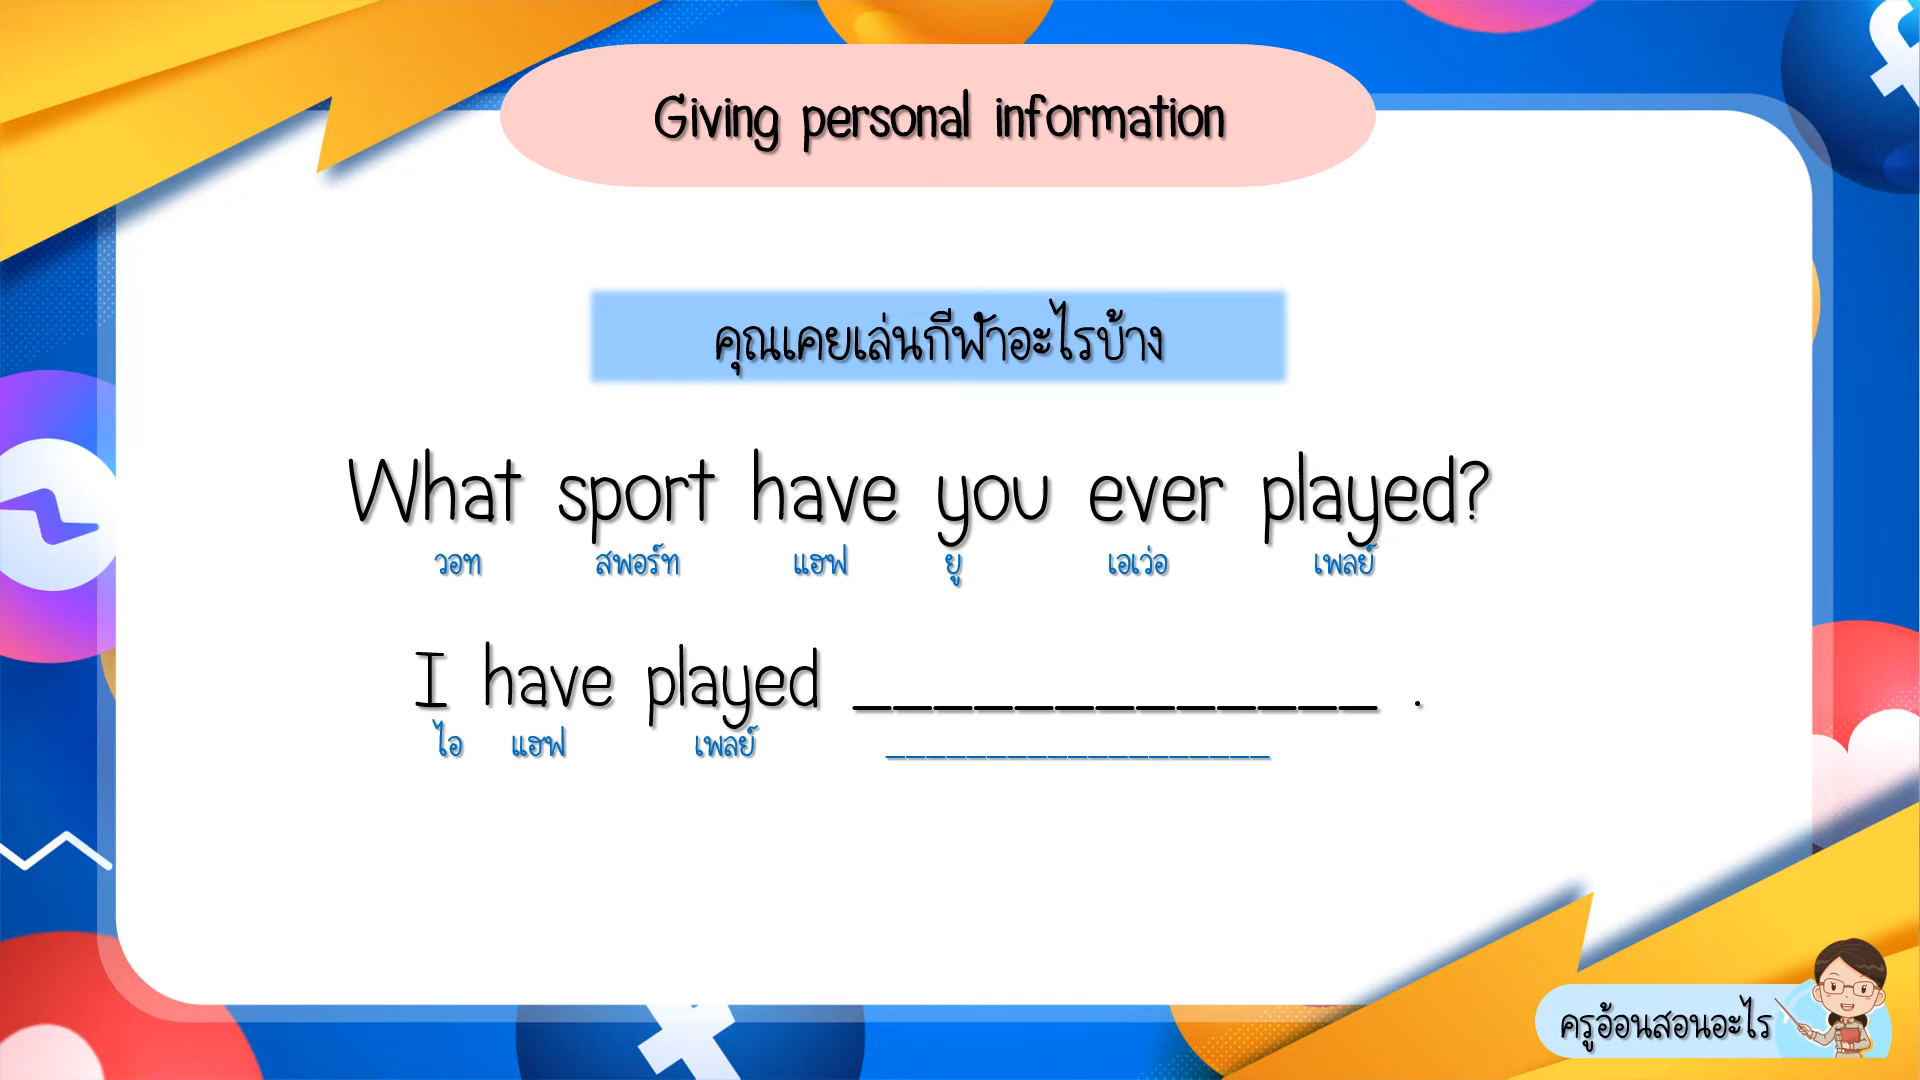 Giving personal information
คุณเคยเล่นกีฬาอะไรบ้าง
What sport have you ever played?
วอท สพอร์ท แฮฟ ยู เอเว่อ เพลย์
I have played _____________ .
ไอ แฮฟ เพลย์ ___________________
ครูอ้อนสอนอะไร